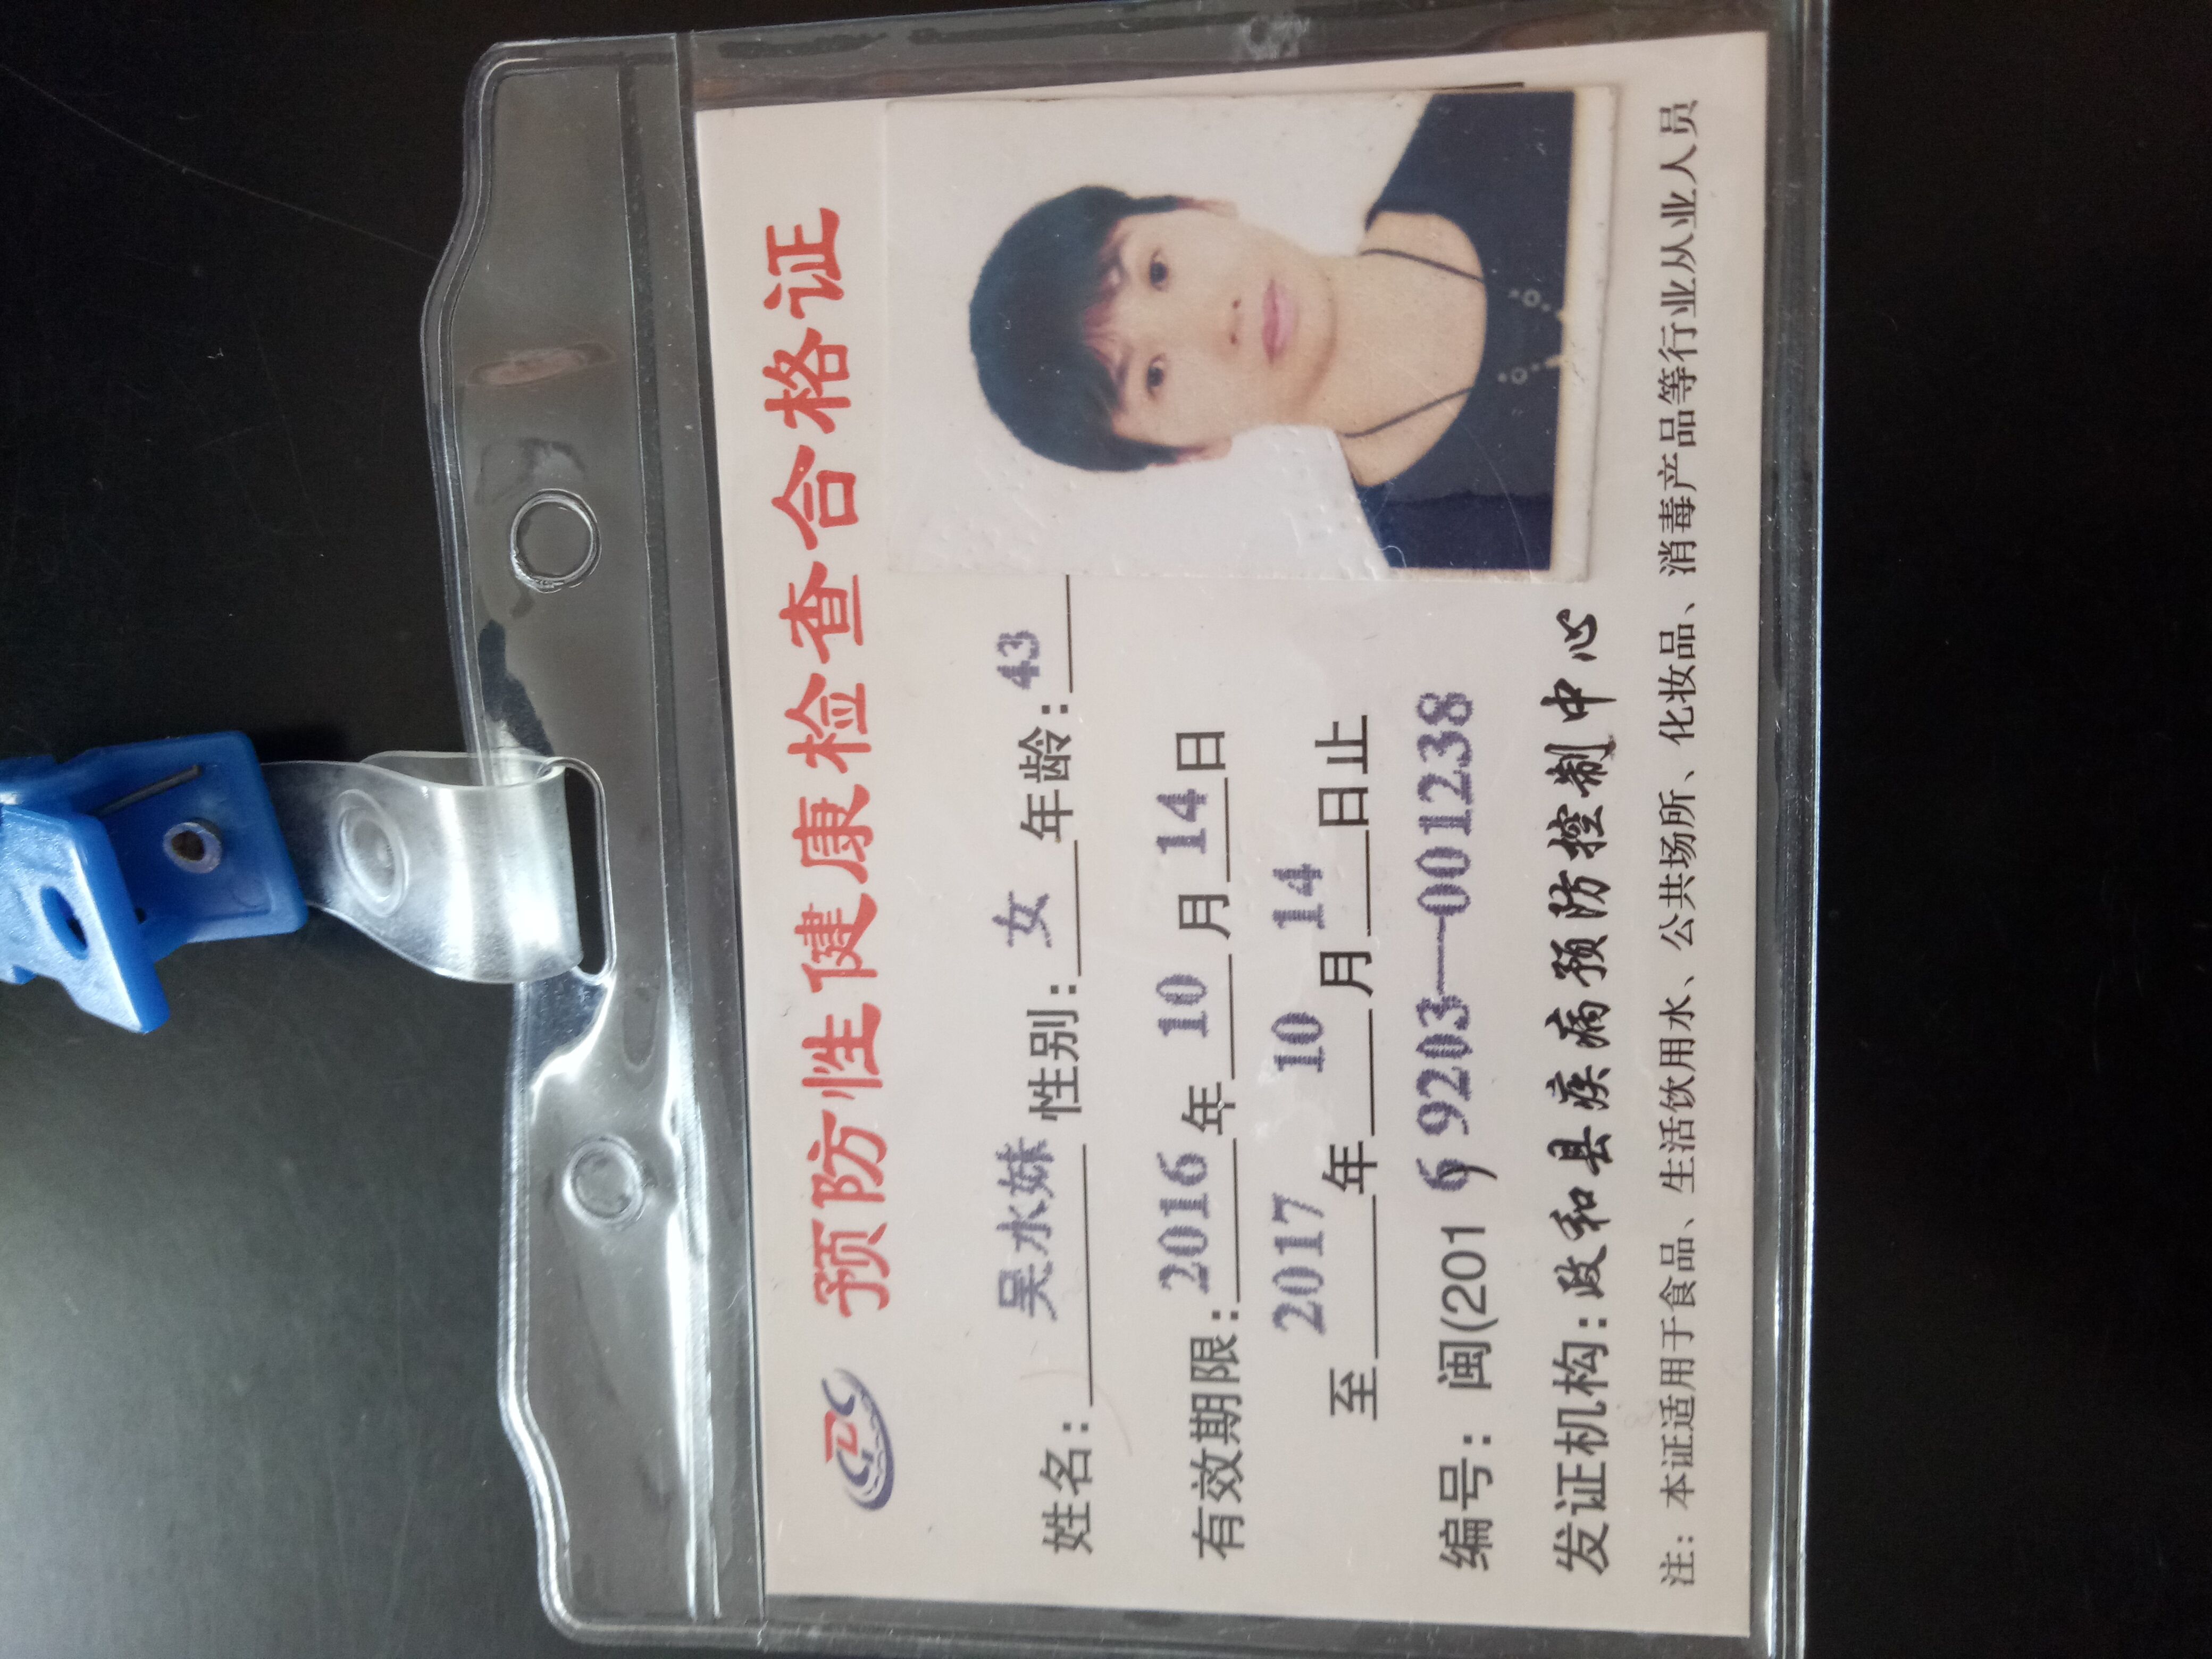 CDC 预防性健康检查合格证
姓名：吴水妹 性别：女 年龄：43
有效期限：2016年10月14日
至2017年10月14日止
编号：闽(2016)9203—001238
发证机构：政和县疾病预防控制中心
注：本证适用于食品、生活饮用水、公共场所、化妆品、消毒产品等行业从业人员